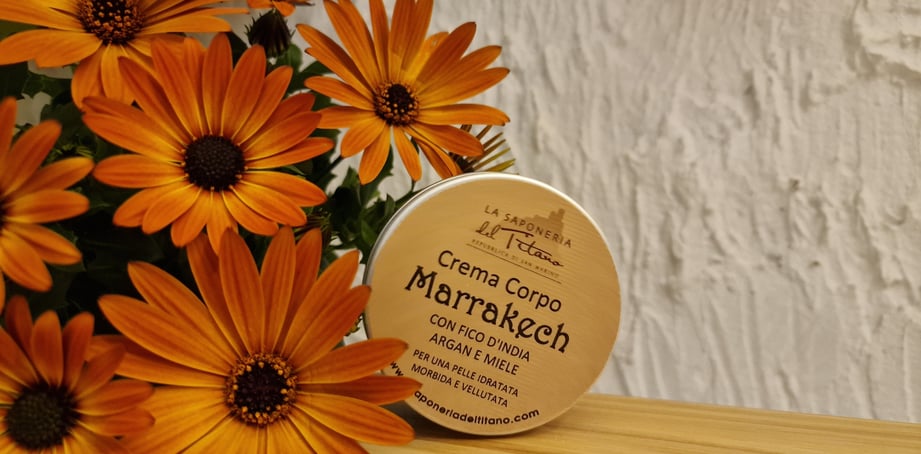 LA SAPONERIA
del Titano
REPUBBLICA DI SAN MARINO
Crema Corpo
Marrakech
CON FICO D'INDIA
ARGAN E MIELE
PER UNA PELLE IDRATATA
MORBIDA E VELLUTATA
saponeriadeltitano.com